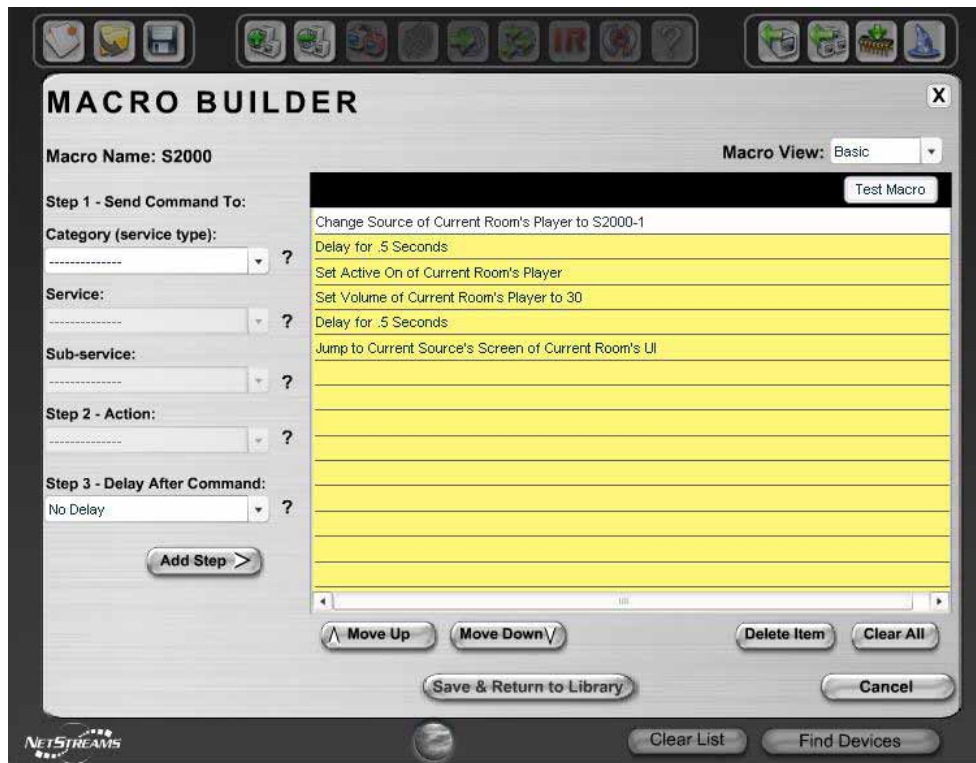 IR
?
MACRO BUILDER
X
Macro Name: S2000
Macro View: Basic
Test Macro
Step 1 - Send Command To:
Category (service type):
-------------- ?
Service:
-------------- ?
Sub-service:
-------------- ?
Step 2 - Action:
-------------- ?
Step 3 - Delay After Command:
No Delay ?
Add Step >
Change Source of Current Room's Player to S2000-1
Delay for .5 Seconds
Set Active On of Current Room's Player
Set Volume of Current Room's Player to 30
Delay for .5 Seconds
Jump to Current Source's Screen of Current Room's UI
Move Up
Move Down
Delete Item
Clear All
Save & Return to Library
Cancel
NETSTREAMS
Clear List
Find Devices